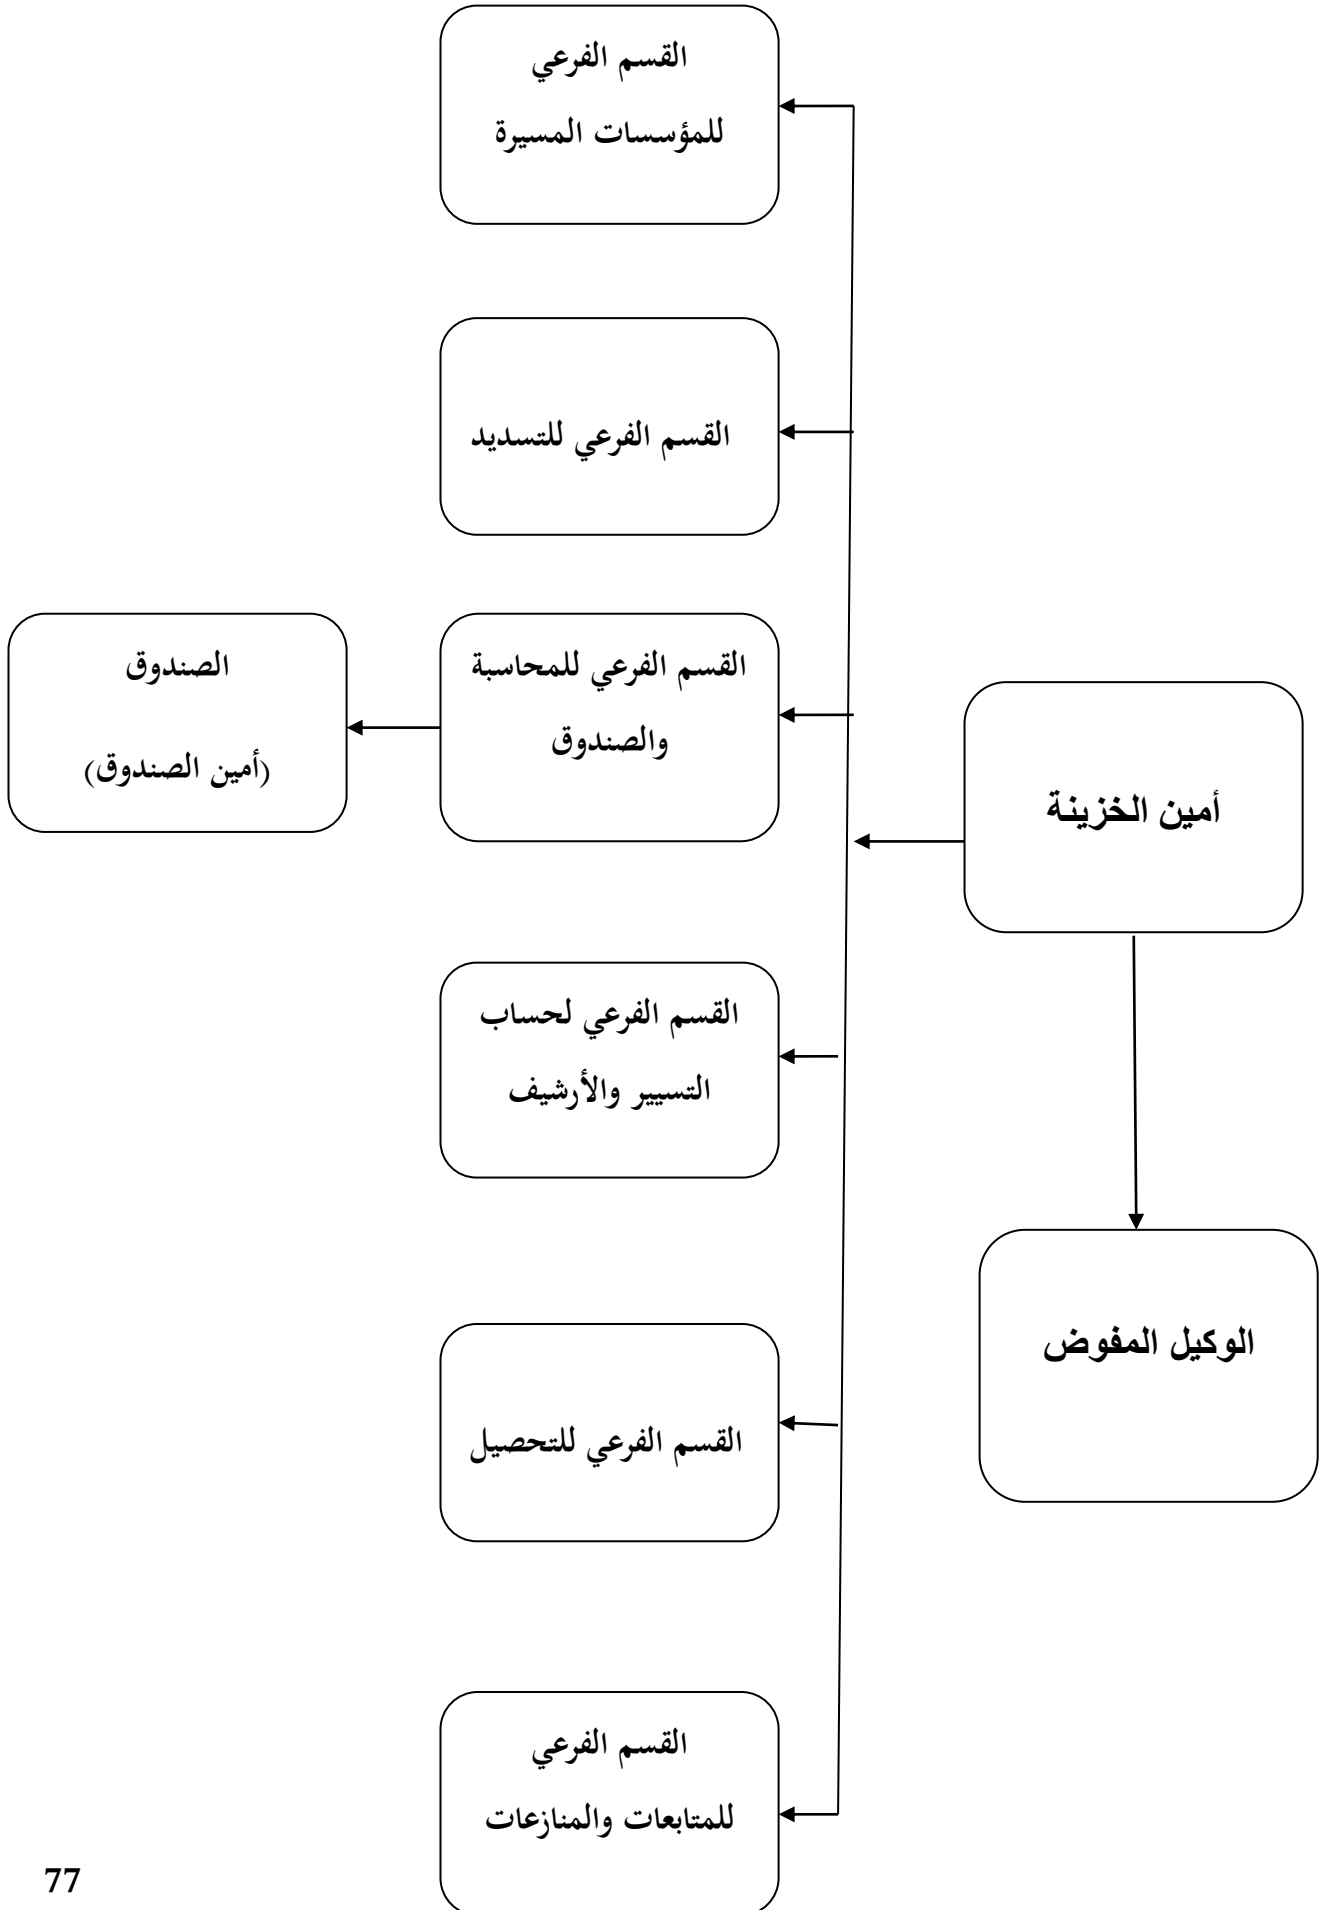 القسم الفرعي
للمؤسسات المسيرة
القسم الفرعي للتسديد
القسم الفرعي للمحاسبة
والصندوق
الصندوق
(أمين الصندوق)
أمين الخزينة
القسم الفرعي لحساب
التسيير والأرشيف
الوكيل المفوض
القسم الفرعي للتحصيل
القسم الفرعي
للمتابعات والمنازعات
77